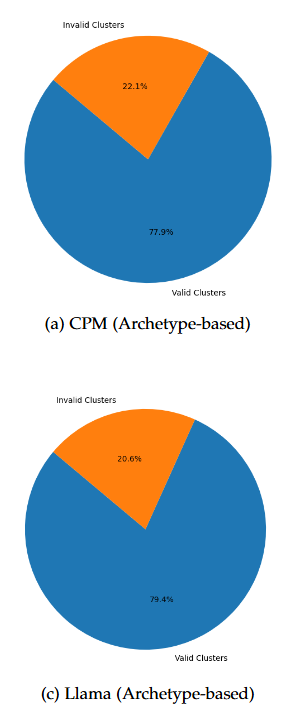 Invalid Clusters
22.1%
77.9%
Valid Clusters
(a) CPM (Archetype-based)
Invalid Clusters
20.6%
79.4%
Valid Clusters
(c) Llama (Archetype-based)